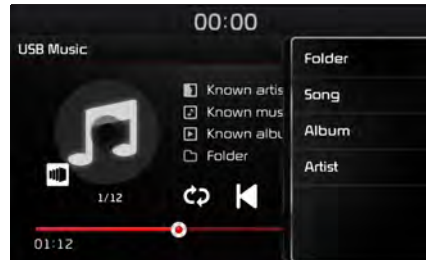 00:00
USB Music
Known artis
Known mus
Known albu
Folder
1/12
01:12
Folder
Song
Album
Artist